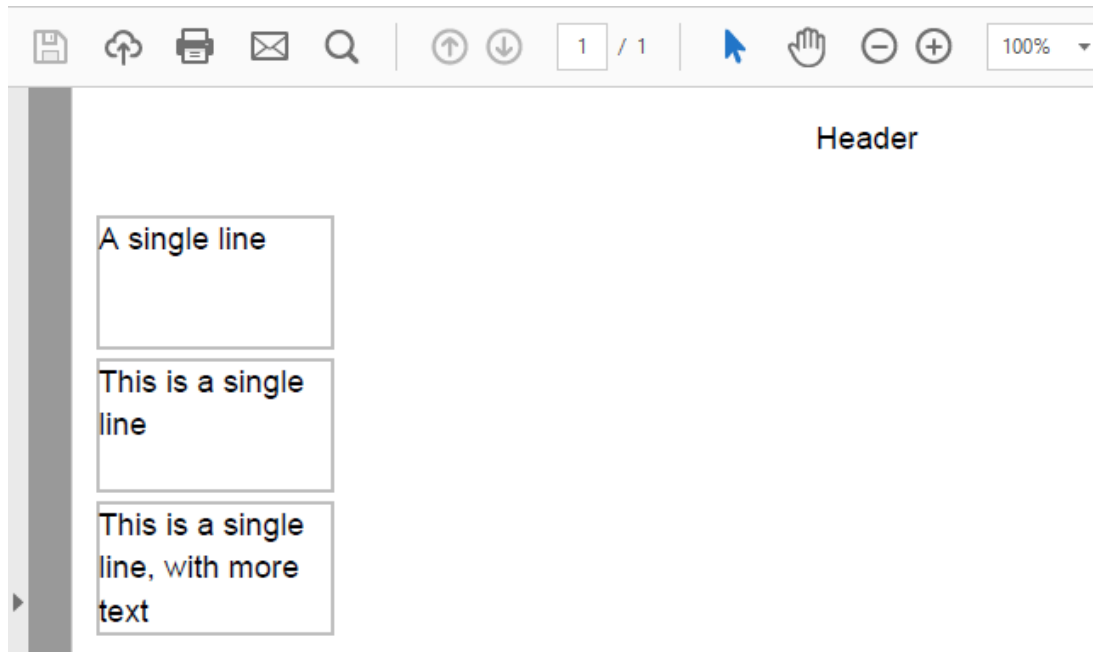 1 / 1
100%
Header
A single line
This is a single
line
This is a single
line, with more
text